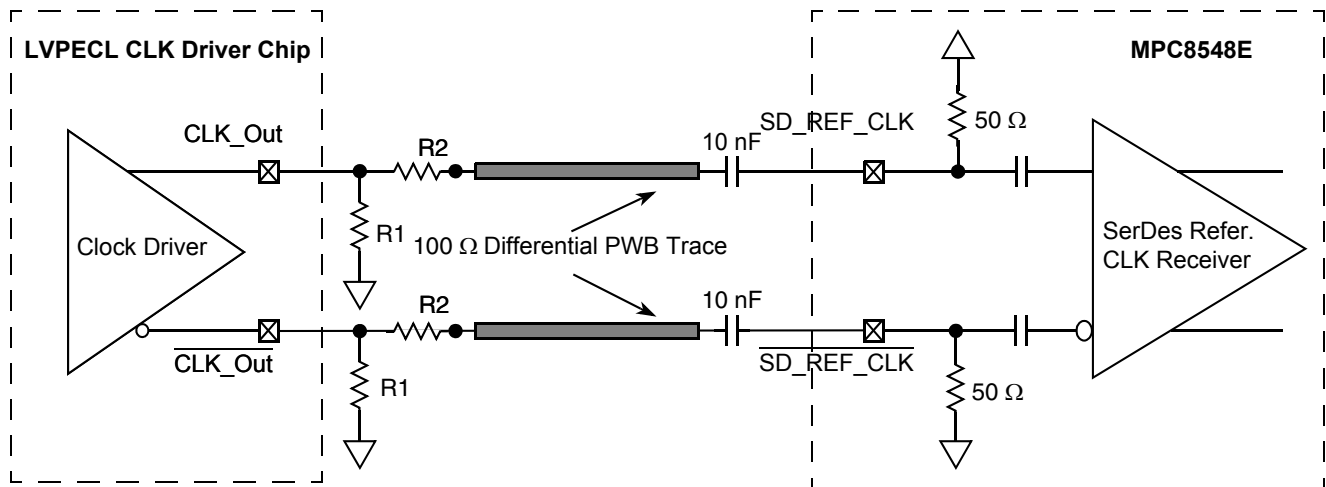 LVPECL CLK Driver Chip
MPC8548E
CLK_Out
R2
10 nF
SD_REF_CLK
50 Ω
Clock Driver
R1
100 Ω Differential PWB Trace
SerDes Refer.
CLK Receiver
R2
10 nF
CLK_Out
SD_REF_CLK
R1
50 Ω